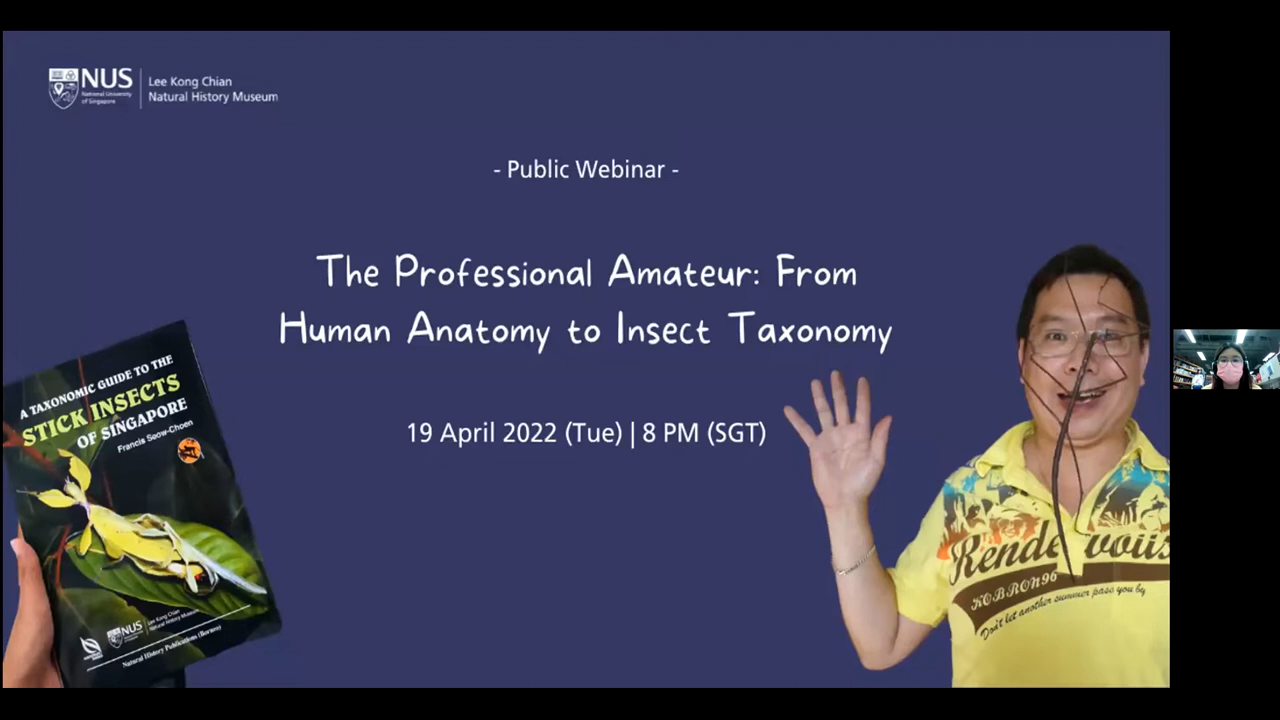 NUS
National University
of Singapore
Lee Kong Chian
Natural History Museum
- Public Webinar -
The Professional Amateur: From
Human Anatomy to Insect Taxonomy
19 April 2022 (Tue) | 8 PM (SGT)
A TAXONOMIC GUIDE TO THE
STICK INSECTS
OF SINGAPORE
Francis Seow-Choen
NUS
Lee Kong Chian
Natural History Museum
Natural History Publications (Borneo)
Rendezvous
KOBRON96
Don't let another summer pass you by